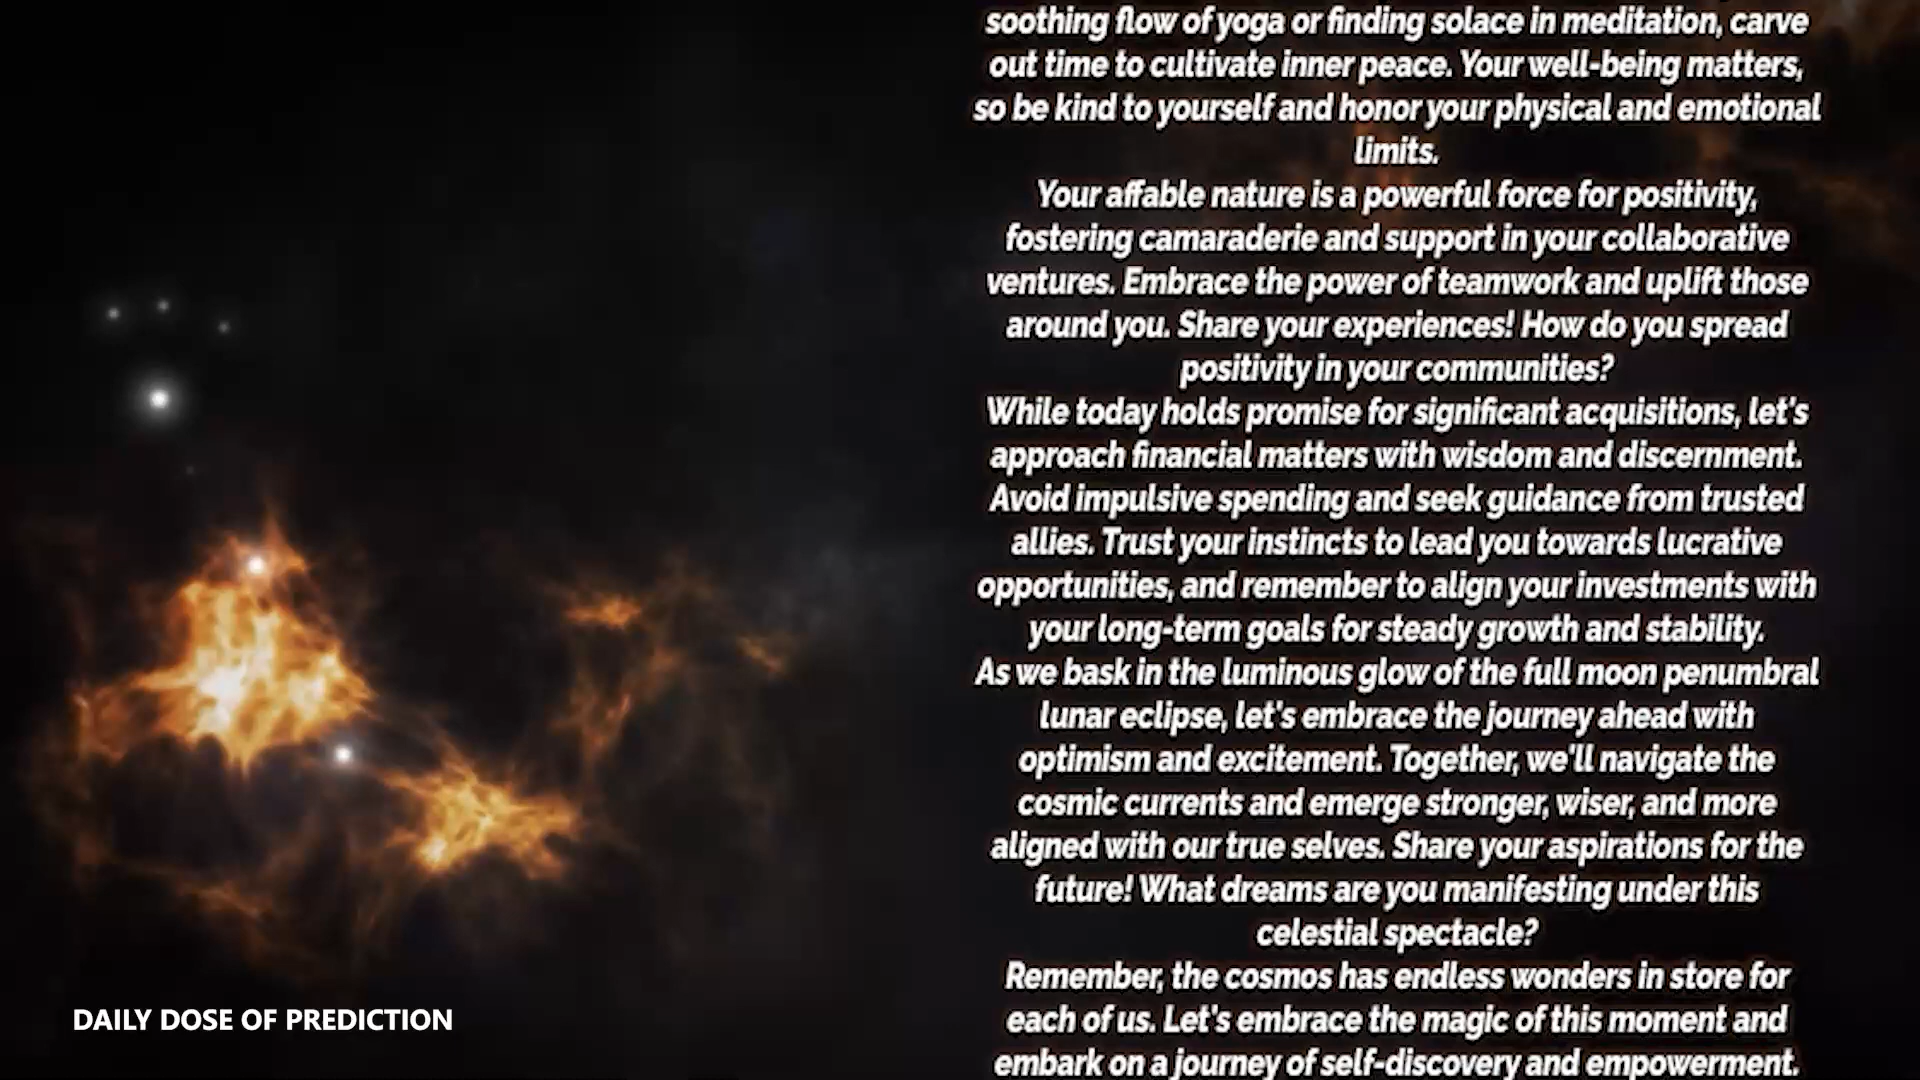 soothing flow of yoga or finding solace in meditation, carve
out time to cultivate inner peace. Your well-being matters,
so be kind to yourself and honor your physical and emotional
limits.
Your affable nature is a powerful force for positivity,
fostering camaraderie and support in your collaborative
ventures. Embrace the power of teamwork and uplift those
around you. Share your experiences! How do you spread
positivity in your communities?
While today holds promise for significant acquisitions, let's
approach financial matters with wisdom and discernment.
Avoid impulsive spending and seek guidance from trusted
allies. Trust your instincts to lead you towards lucrative
opportunities, and remember to align your investments with
your long-term goals for steady growth and stability.
As we bask in the luminous glow of the full moon penumbral
lunar eclipse, let's embrace the journey ahead with
optimism and excitement. Together, we'll navigate the
cosmic currents and emerge stronger, wiser, and more
aligned with our true selves. Share your aspirations for the
future! What dreams are you manifesting under this
celestial spectacle?
Remember, the cosmos has endless wonders in store for
each of us. Let's embrace the magic of this moment and
embark on a journey of self-discovery and empowerment.
DAILY DOSE OF PREDICTION